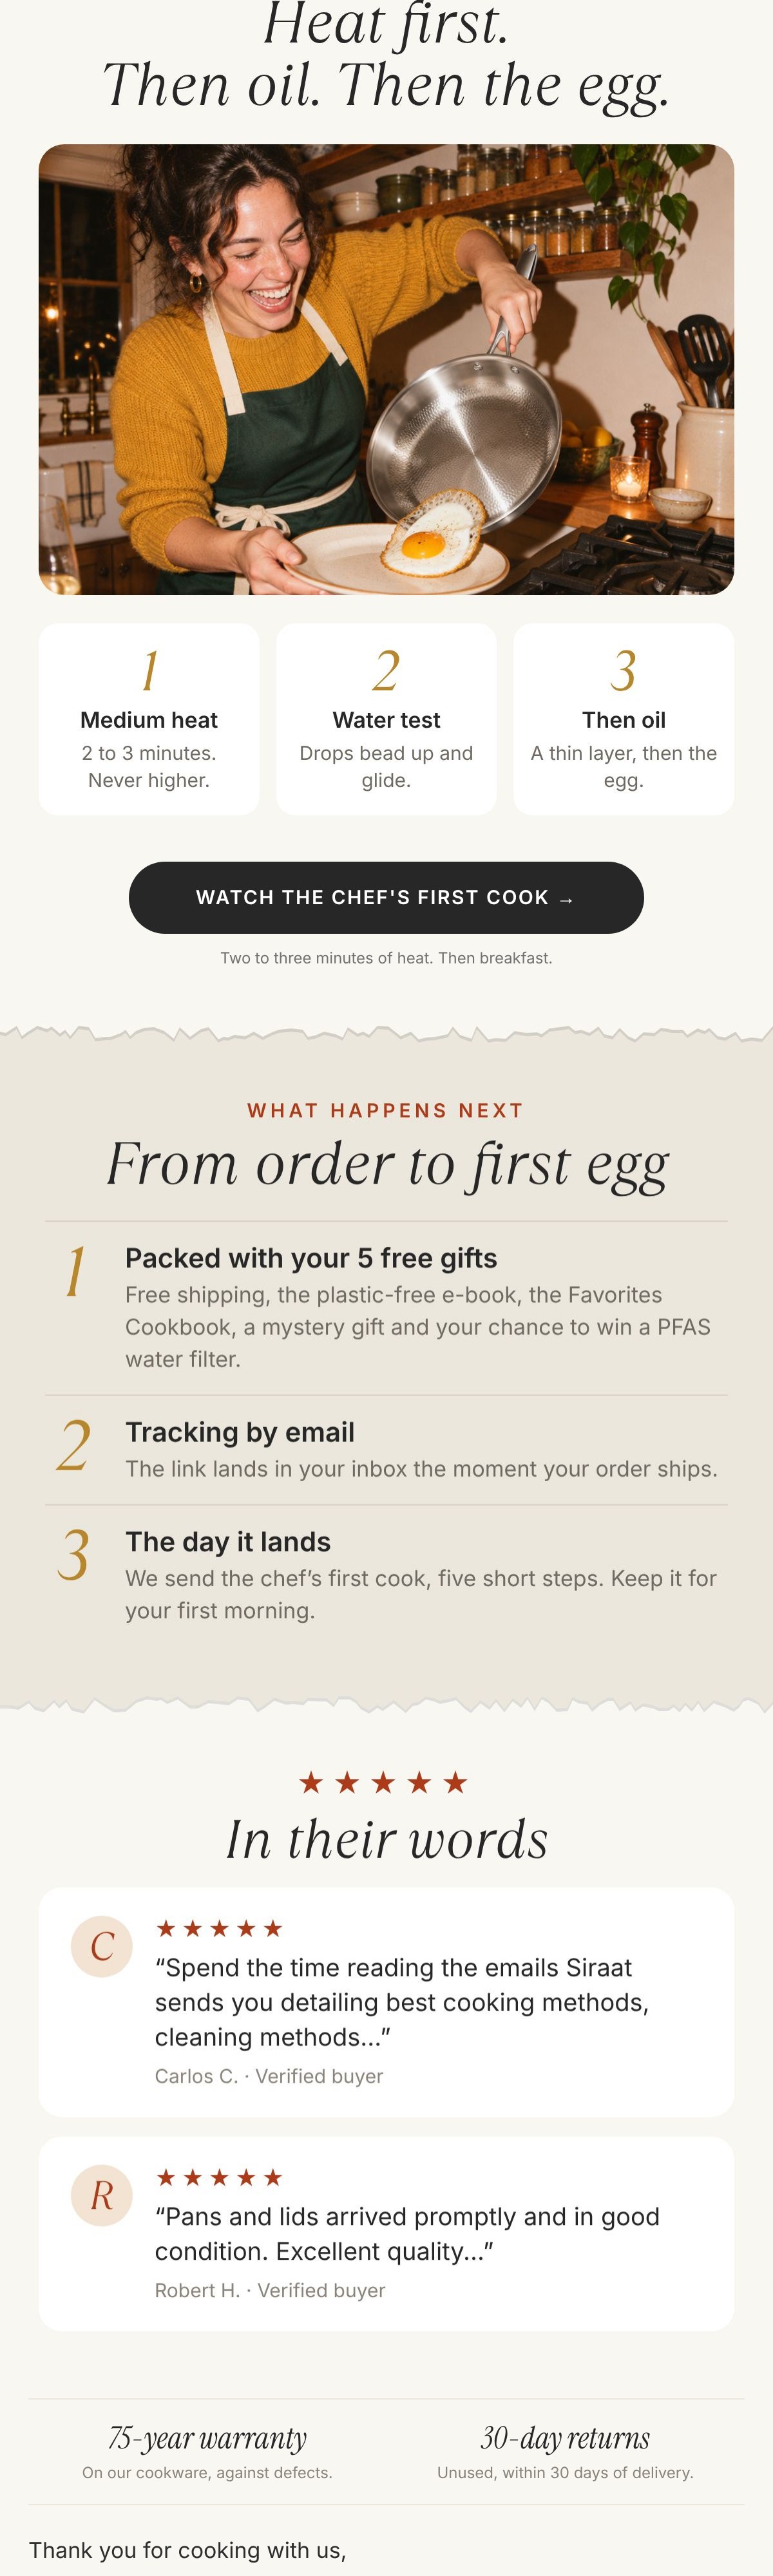 Heat first.
Then oil. Then the egg.
1
Medium heat
2 to 3 minutes.
Never higher.
2
Water test
Drops bead up and
glide.
3
Then oil
A thin layer, then the
egg.
WATCH THE CHEF'S FIRST COOK →
Two to three minutes of heat. Then breakfast.
WHAT HAPPENS NEXT
From order to first egg
1
Packed with your 5 free gifts
Free shipping, the plastic-free e-book, the Favorites
Cookbook, a mystery gift and your chance to win a PFAS
water filter.
2
Tracking by email
The link lands in your inbox the moment your order ships.
3
The day it lands
We send the chef’s first cook, five short steps. Keep it for
your first morning.
★★★★★
In their words
C
★★★★★
“Spend the time reading the emails Siraat
sends you detailing best cooking methods,
cleaning methods...”
Carlos C. · Verified buyer
R
★★★★★
“Pans and lids arrived promptly and in good
condition. Excellent quality...”
Robert H. · Verified buyer
75-year warranty
On our cookware, against defects.
30-day returns
Unused, within 30 days of delivery.
Thank you for cooking with us,